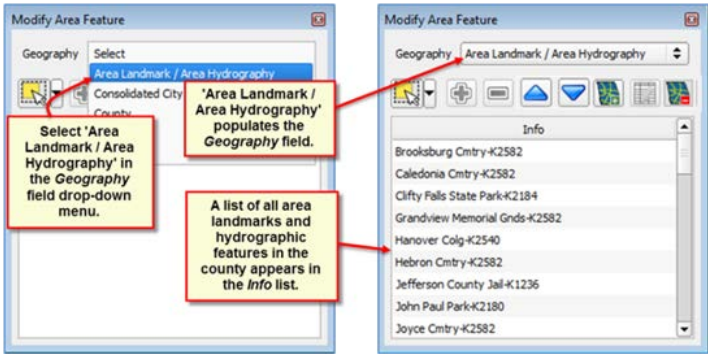 Modify Area Feature
Geography
Select
Area Landmark / Area Hydrography
Consolidated City
County
Select 'Area
Landmark / Area
Hydrography' in
the Geography
field drop-down
menu.
'Area Landmark /
Area Hydrography'
populates the
Geography field.
A list of all area
landmarks and
hydrographic
features in the
county appears in
the Info list.
Modify Area Feature
Geography
Area Landmark / Area Hydrography
Info
Brooksburg Cmtry-K2582
Caledonia Cmtry-K2582
Clifty Falls State Park-K2184
Grandview Memorial Gnds-K2582
Hanover Colg-K2540
Hebron Cmtry-K2582
Jefferson County Jail-K1236
John Paul Park-K2180
Joyce Cmtry-K2582